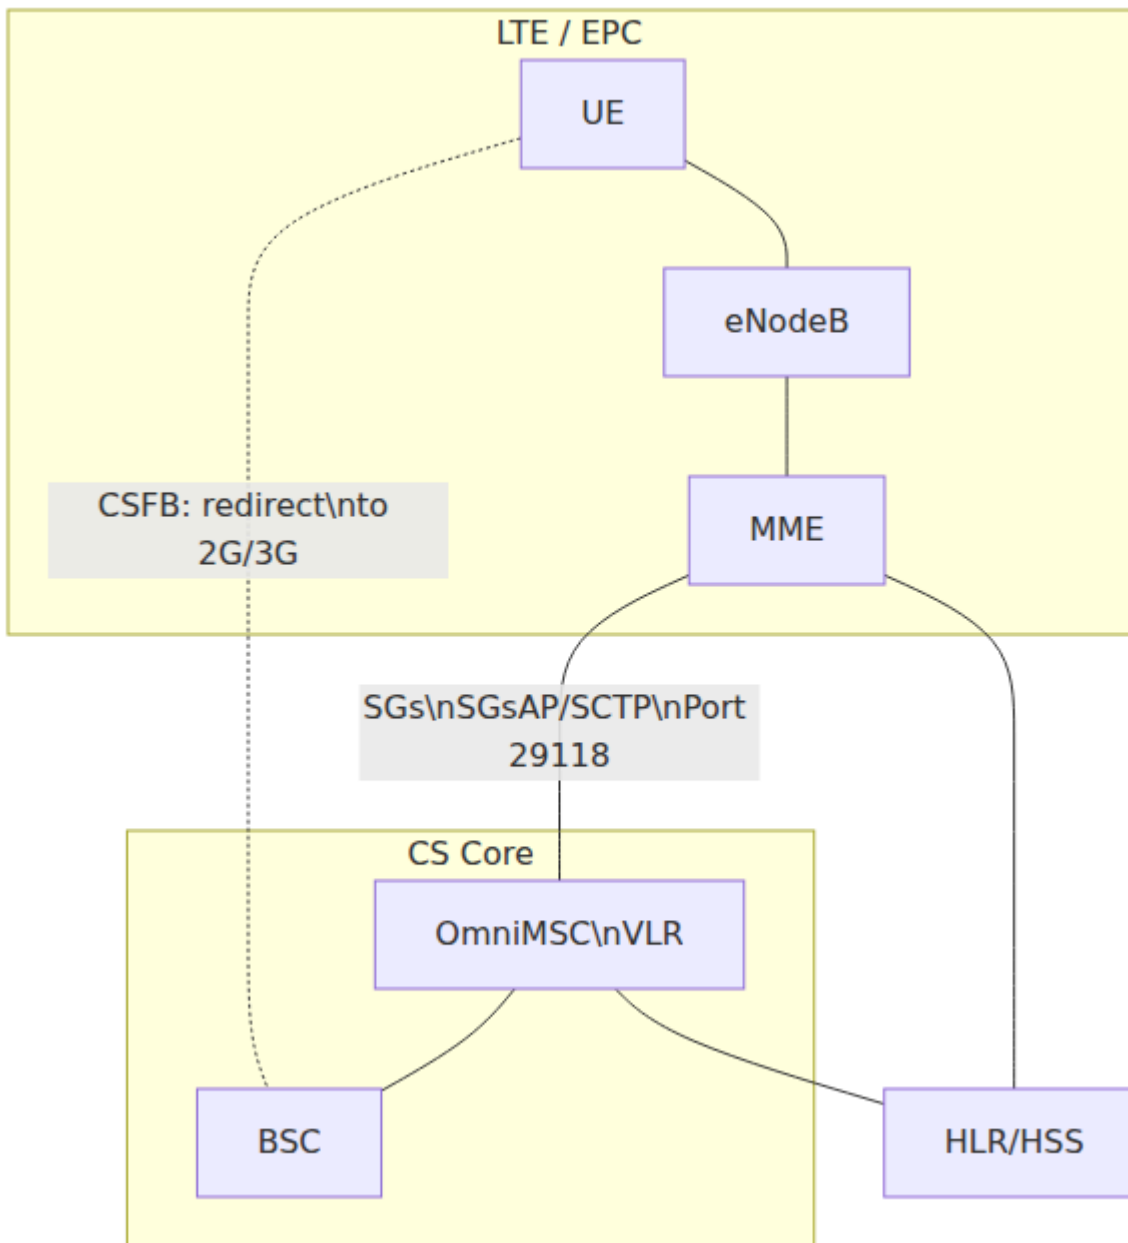 LTE / EPC
UE
eNodeB
CSFB: redirect\nto
2G/3G
MME
SGs\nSGsAP/SCTP\nPort
29118
CS Core
OmniMSC\nVLR
BSC
HLR/HSS